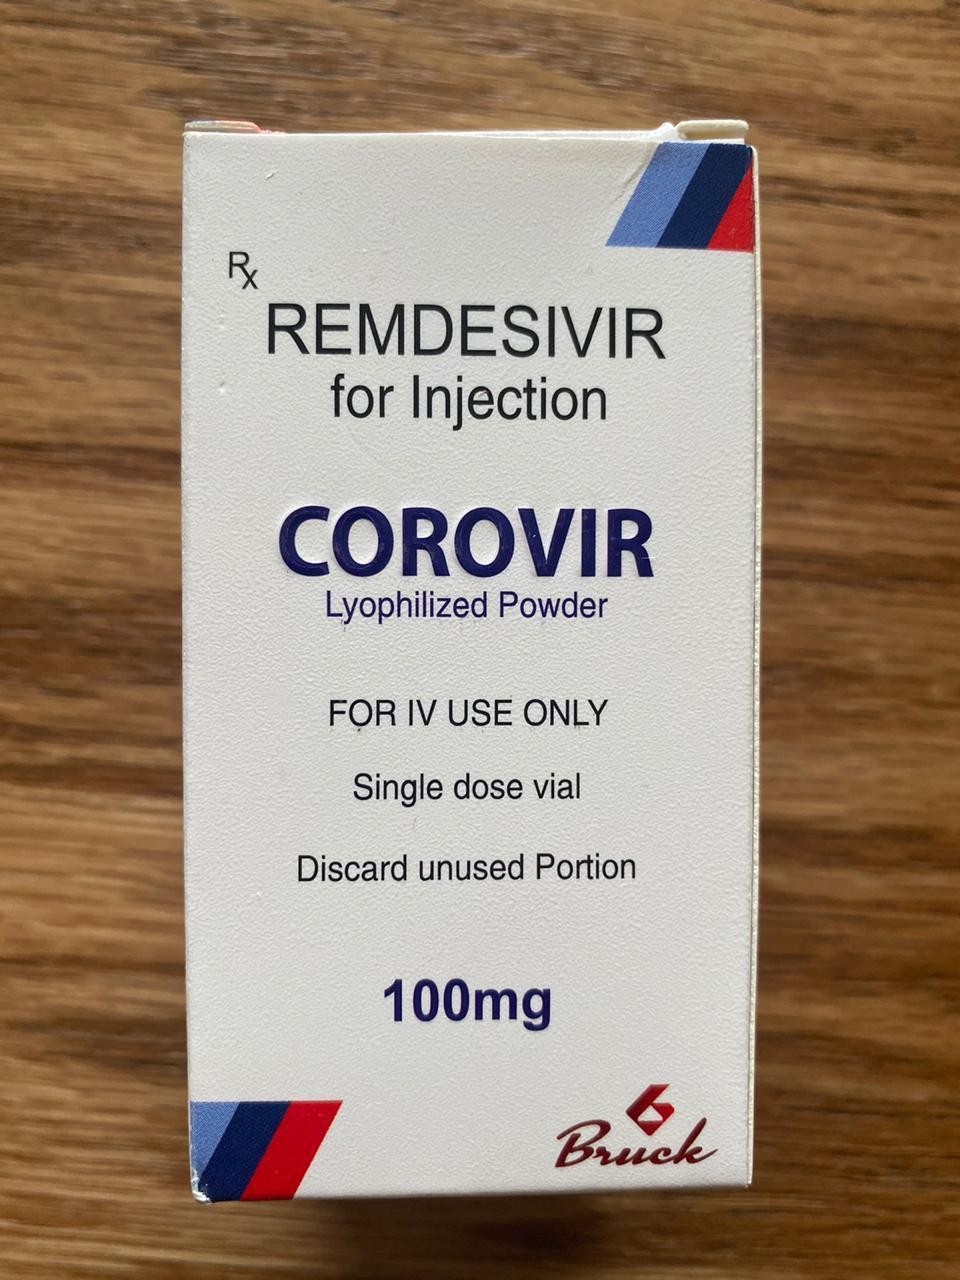 Rx
REMDESIVIR
for Injection
COROVIR
Lyophilized Powder
FOR IV USE ONLY
Single dose vial
Discard unused Portion
100mg
Bruck